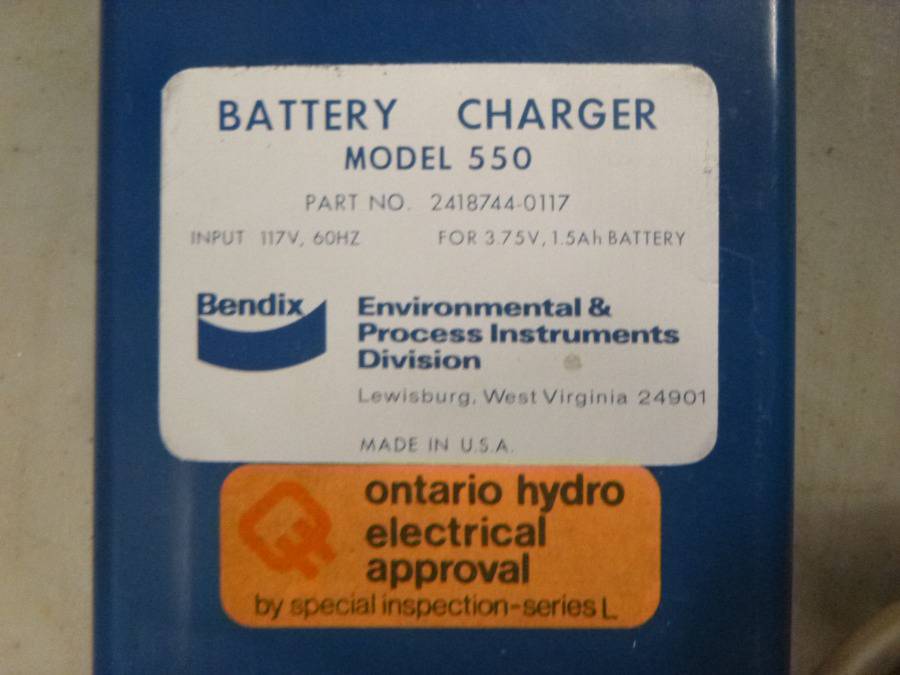 BATTERY CHARGER
MODEL 550
PART NO. 2418744-0117
INPUT 117V, 60HZ FOR 3.75V, 1.5Ah BATTERY
Bendix
Environmental &
Process Instruments
Division
Lewisburg, West Virginia 24901
MADE IN U.S.A.
ontario hydro
electrical
approval
by special inspection-series L